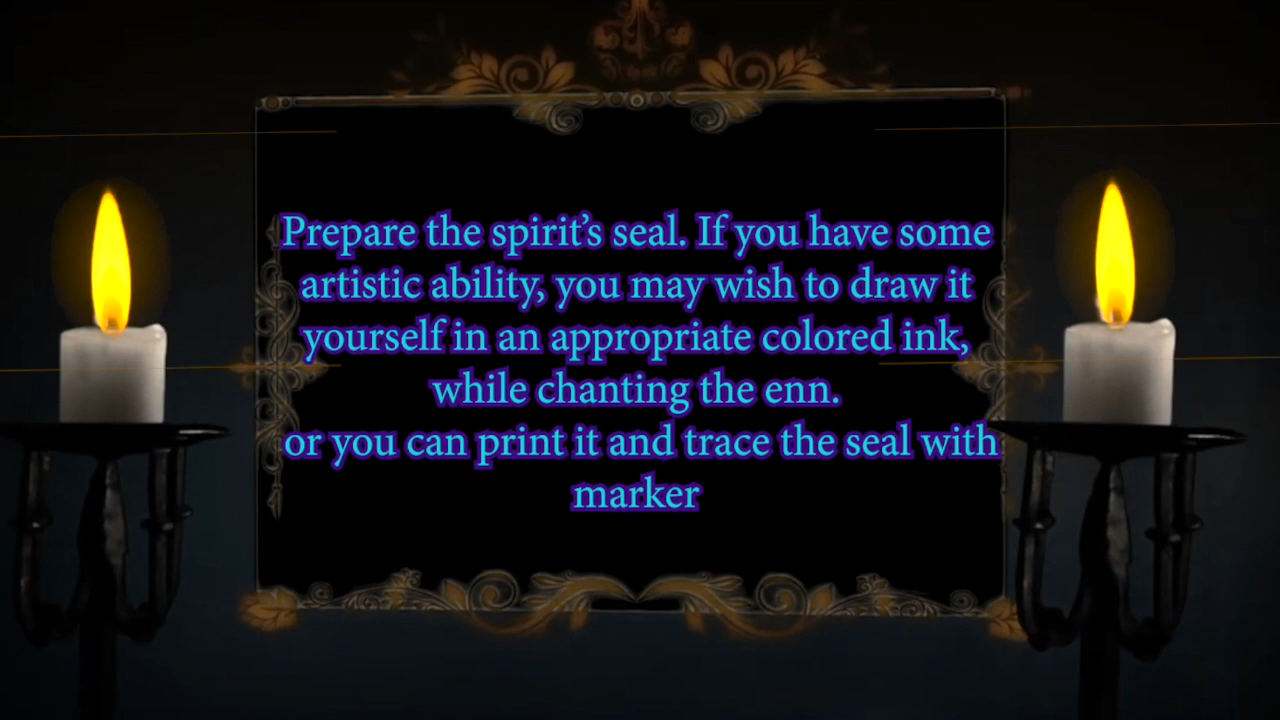 Prepare the spirit’s seal. If you have some
artistic ability, you may wish to draw it
yourself in an appropriate colored ink,
while chanting the enn.
or you can print it and trace the seal with
marker